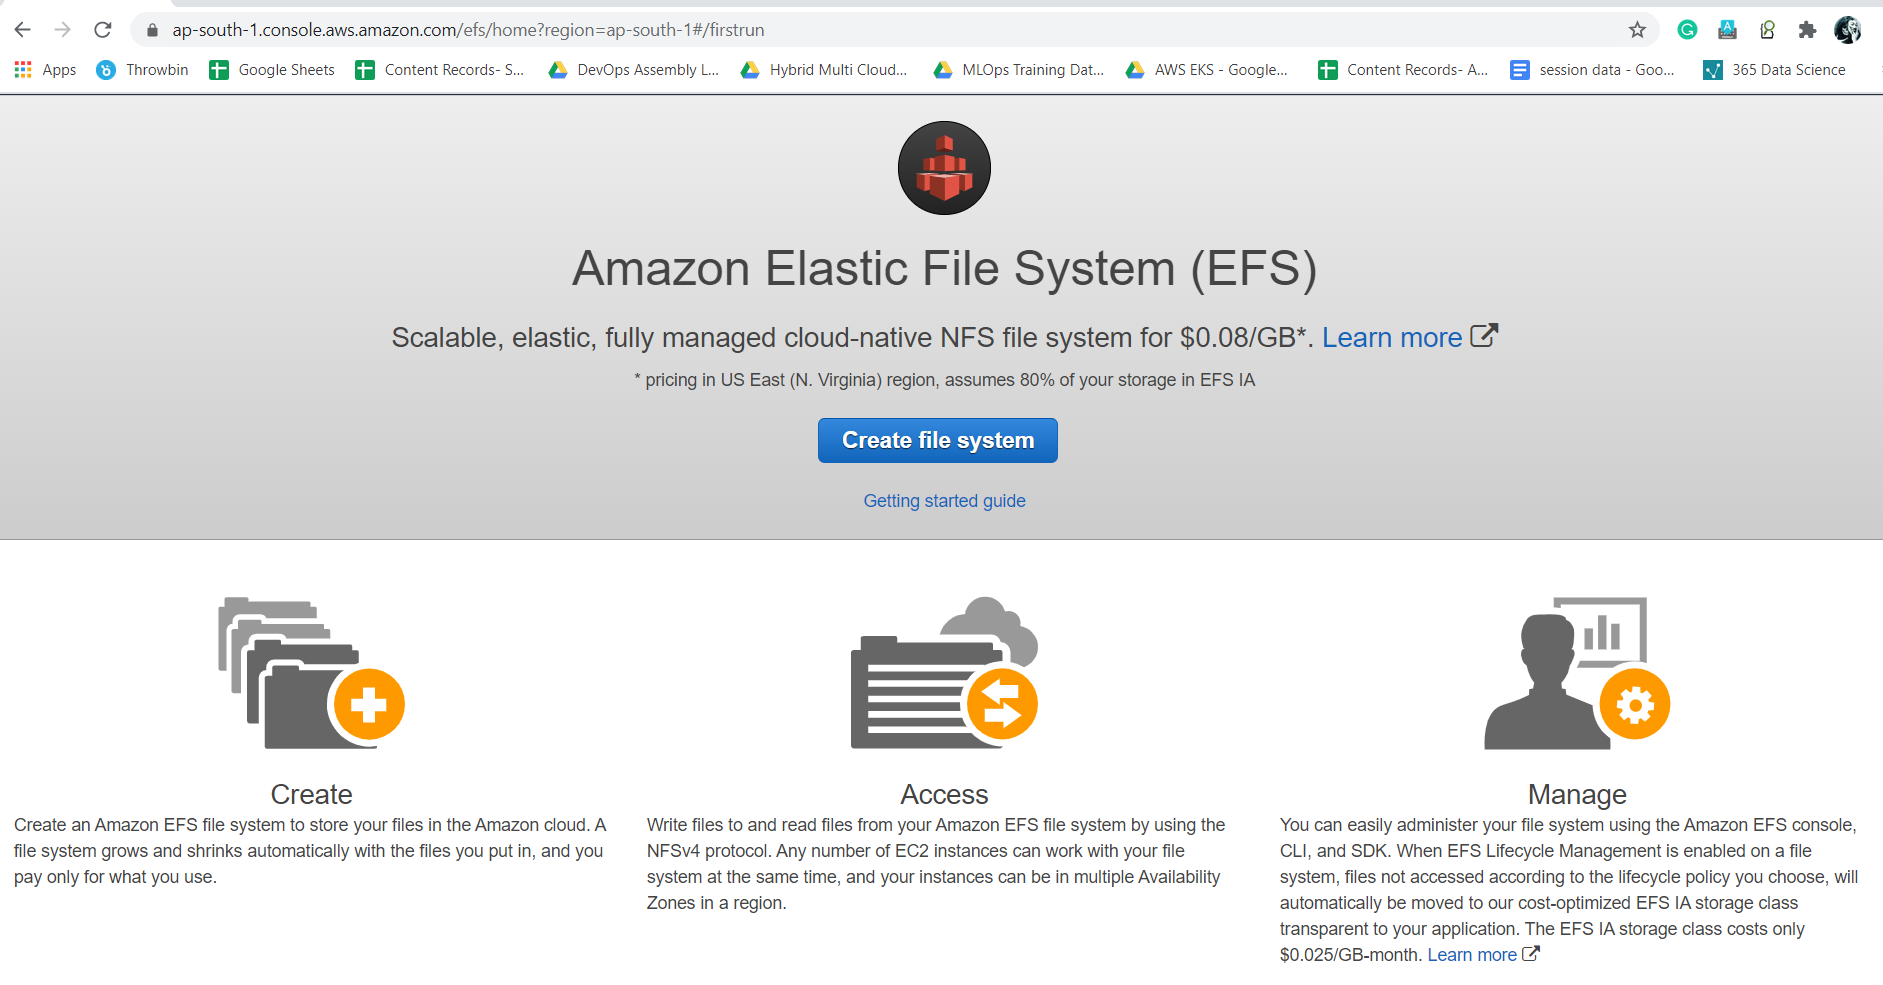 ap-south-1.console.aws.amazon.com/efs/home?region=ap-south-1#/firstrun
Apps Throwbin Google Sheets Content Records- S... DevOps Assembly L... Hybrid Multi Cloud... MLOps Training Dat... AWS EKS - Google... Content Records- A... session data - Goo... 365 Data Science
Amazon Elastic File System (EFS)
Scalable, elastic, fully managed cloud-native NFS file system for $0.08/GB*. Learn more
* pricing in US East (N. Virginia) region, assumes 80% of your storage in EFS IA
Create file system
Getting started guide
Create
Create an Amazon EFS file system to store your files in the Amazon cloud. A
file system grows and shrinks automatically with the files you put in, and you
pay only for what you use.
Access
Write files to and read files from your Amazon EFS file system by using the
NFSv4 protocol. Any number of EC2 instances can work with your file
system at the same time, and your instances can be in multiple Availability
Zones in a region.
Manage
You can easily administer your file system using the Amazon EFS console,
CLI, and SDK. When EFS Lifecycle Management is enabled on a file
system, files not accessed according to the lifecycle policy you choose, will
automatically be moved to our cost-optimized EFS IA storage class
transparent to your application. The EFS IA storage class costs only
$0.025/GB-month. Learn more